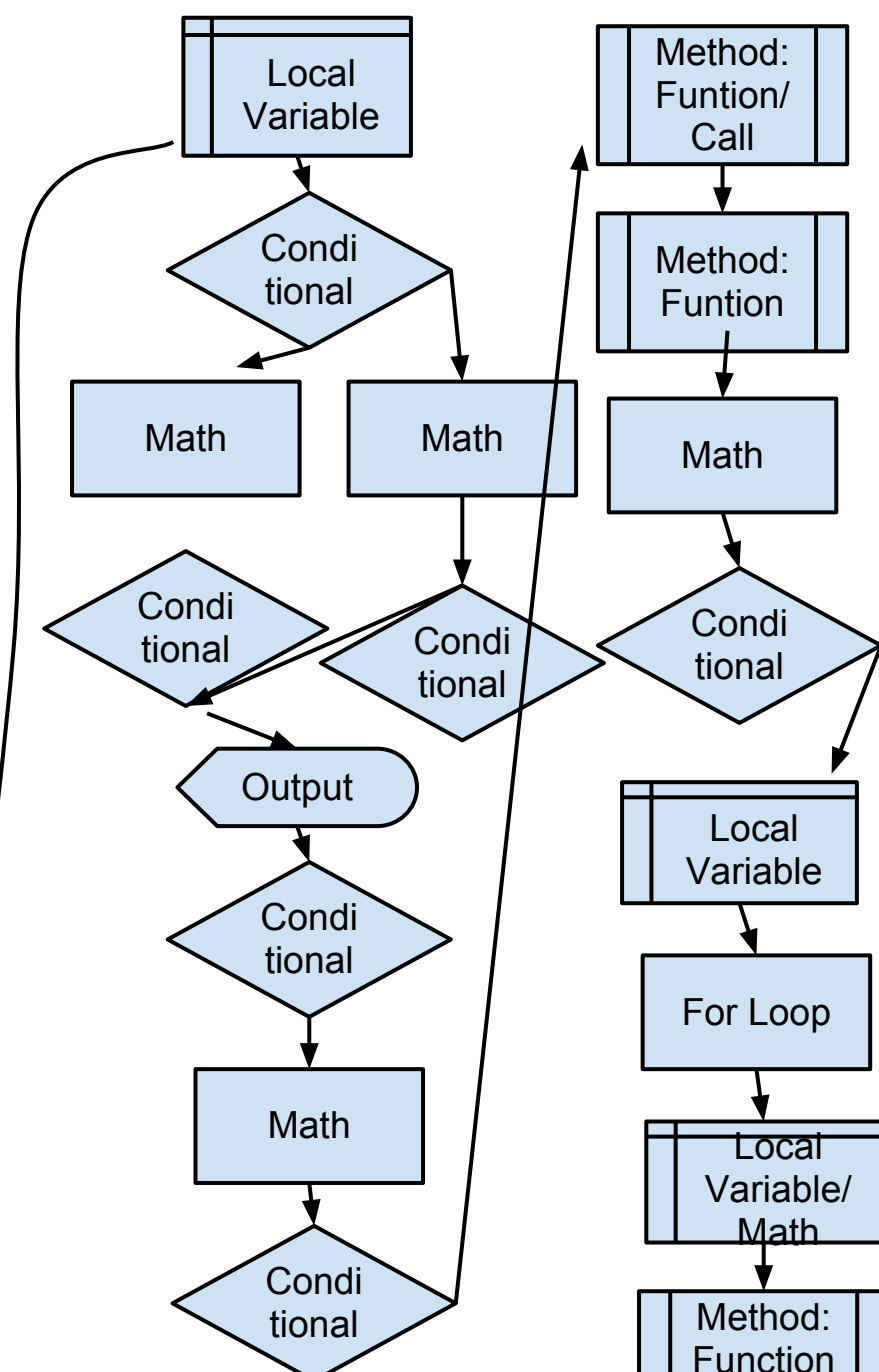 Local
Variable
Condi
tional
Math
Math
Condi
tional
Condi
tional
Output
Condi
tional
Math
Condi
tional
Method:
Funtion/
Call
Method:
Funtion
Math
Condi
tional
Local
Variable
For Loop
Local
Variable/
Math
Method:
Function